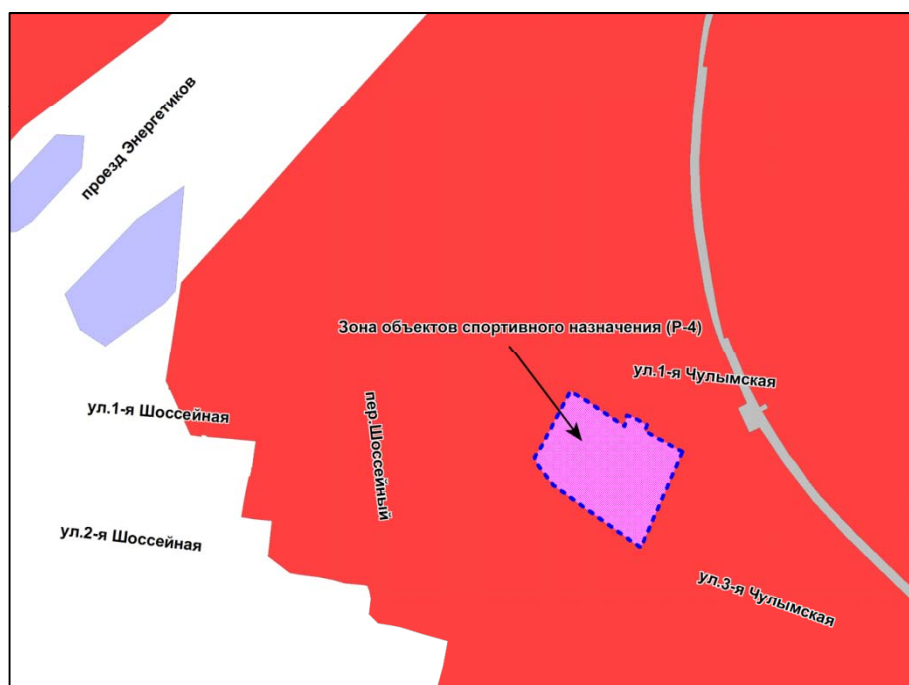 проезд Энергетиков
Зона объектов спортивного назначения (Р-4)
ул.1-я Чулымская
ул.1-я Шоссейная
пер.Шоссейный
ул.2-я Шоссейная
ул.3-я Чулымская